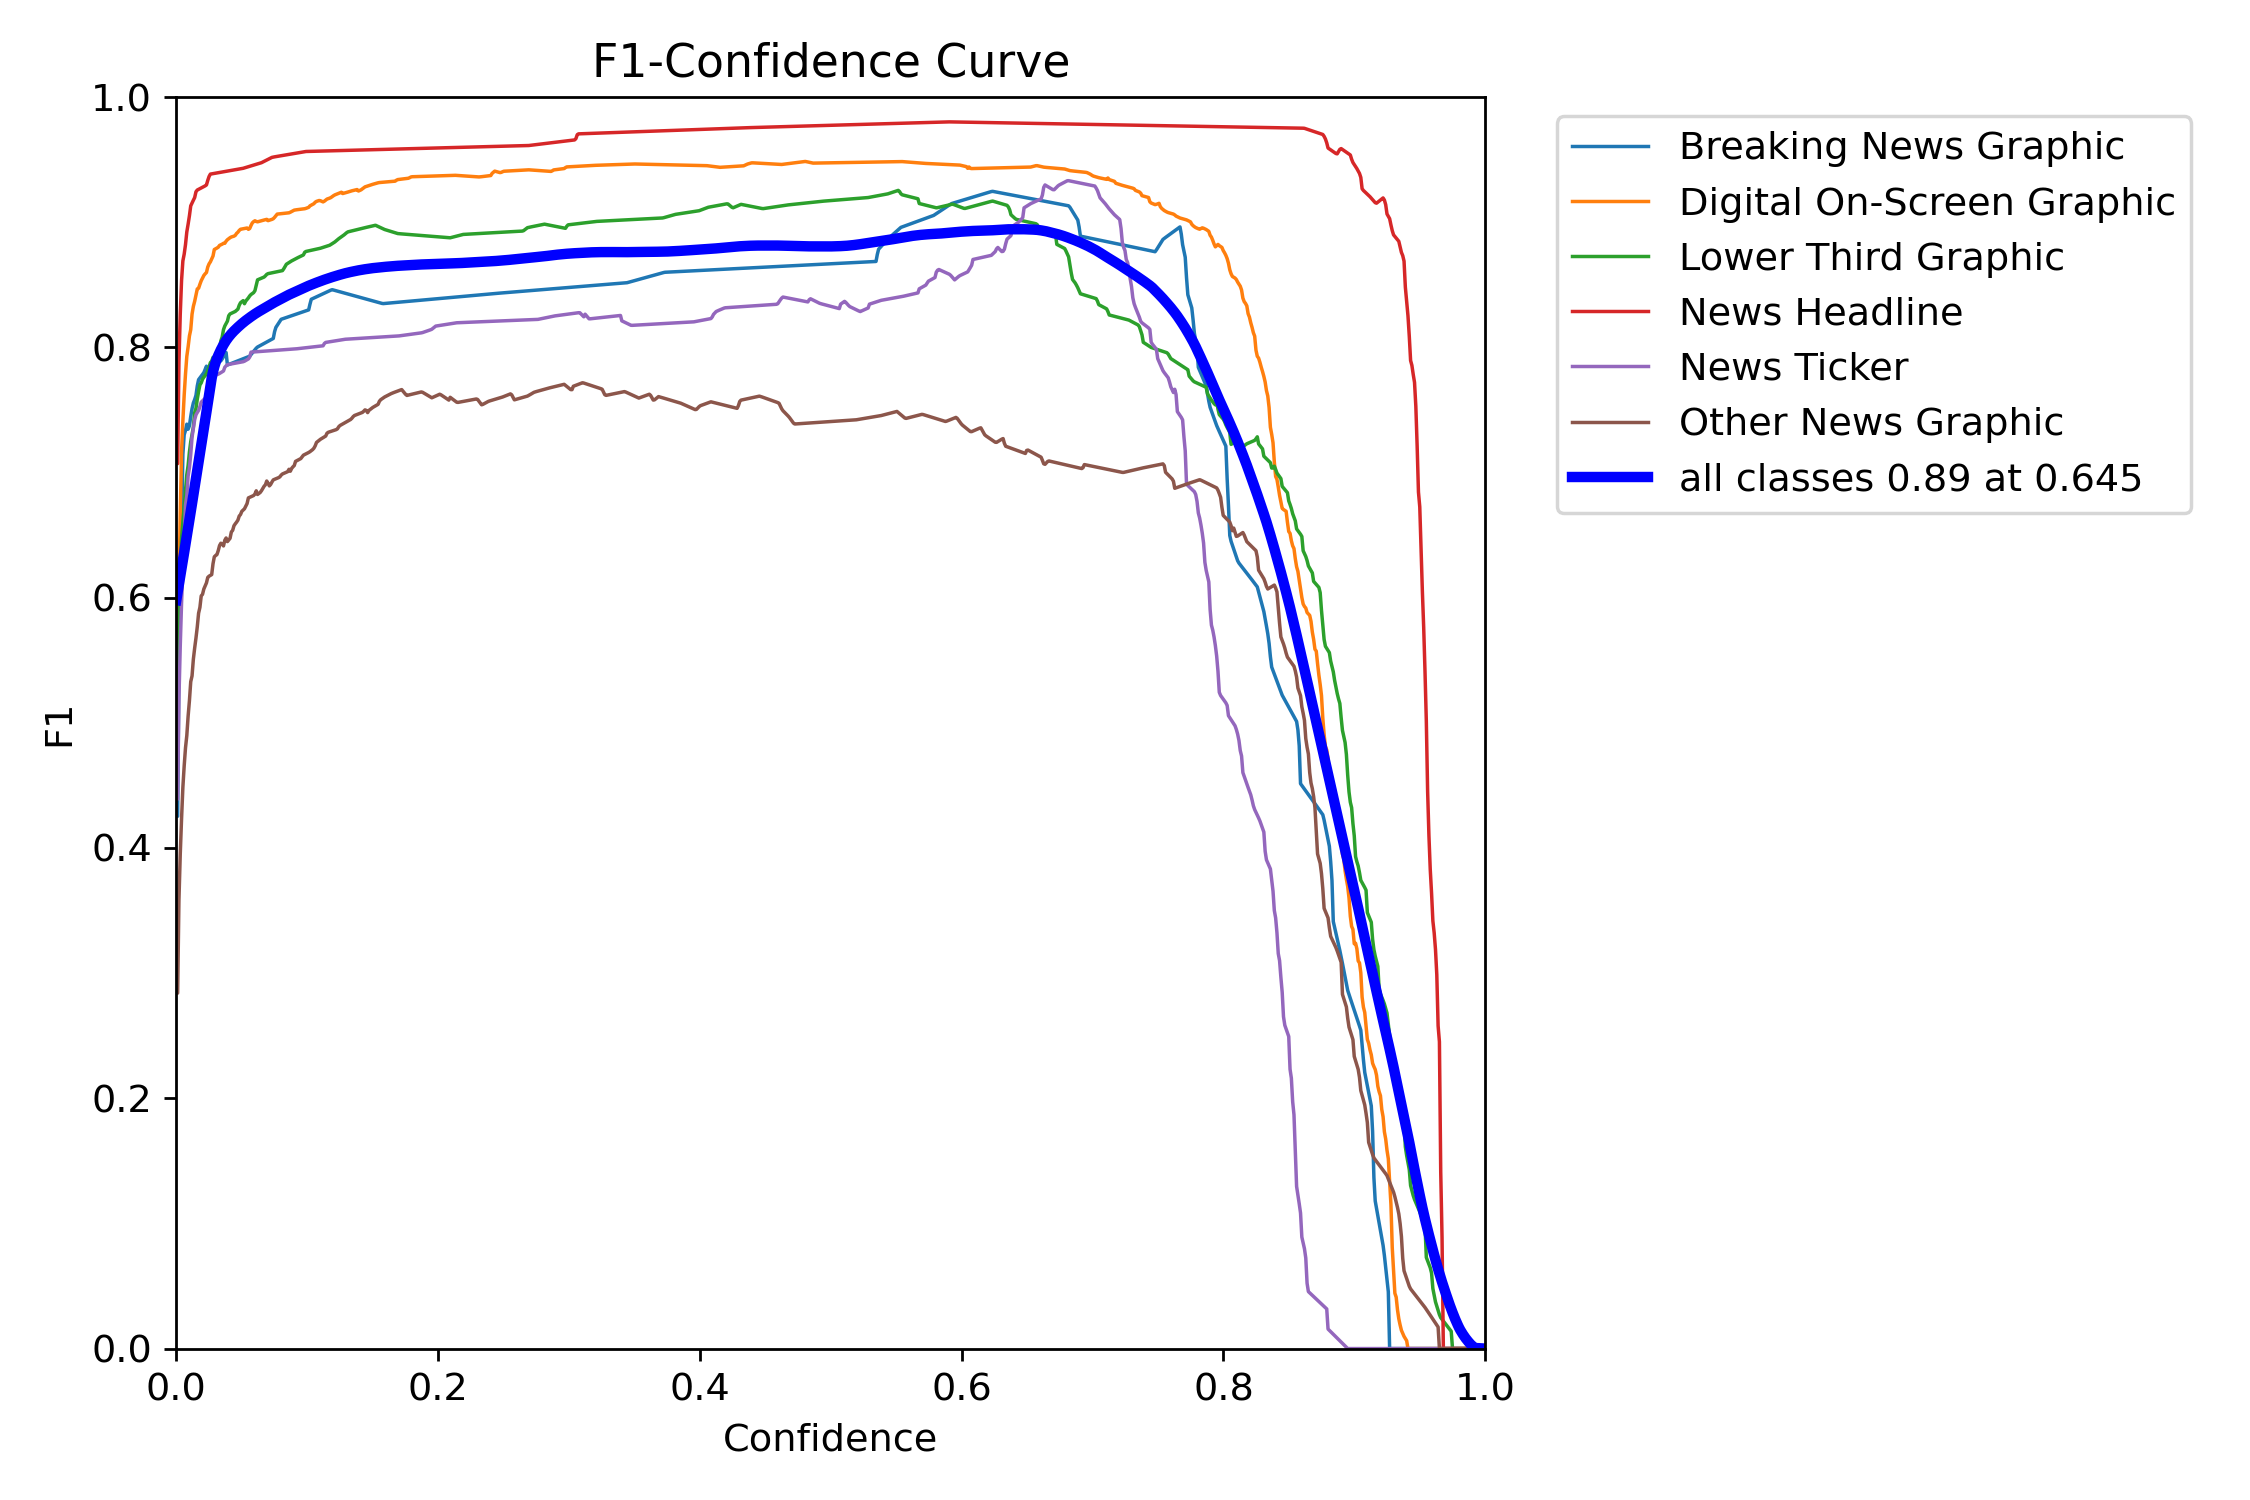 F1-Confidence Curve
1.0
0.8
0.6
0.4
0.2
0.0
F1
0.0 0.2 0.4 0.6 0.8 1.0
Confidence
Breaking News Graphic
Digital On-Screen Graphic
Lower Third Graphic
News Headline
News Ticker
Other News Graphic
all classes 0.89 at 0.645